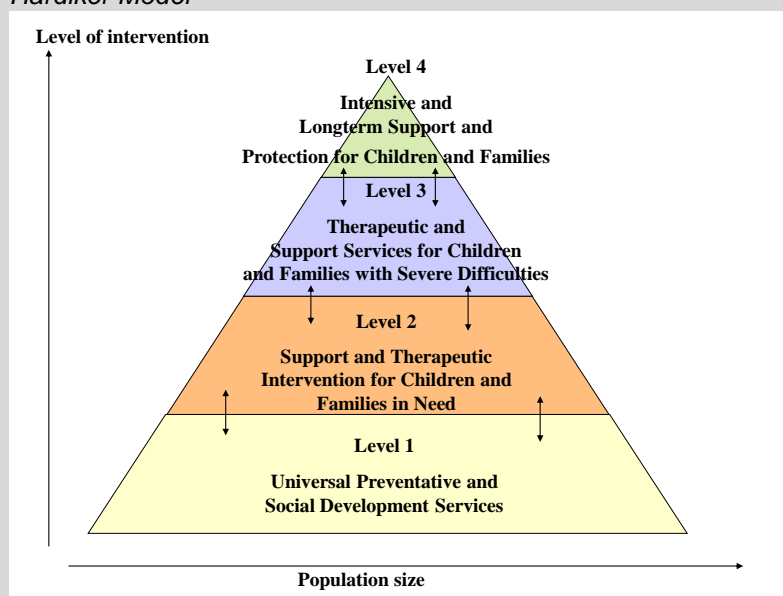 Hardiker Model
Level of intervention
Level 4
Intensive and
Longterm Support and
Protection for Children and Families
Level 3
Therapeutic and
Support Services for Children
and Families with Severe Difficulties
Level 2
Support and Therapeutic
Intervention for Children and
Families in Need
Level 1
Universal Preventative and
Social Development Services
Population size